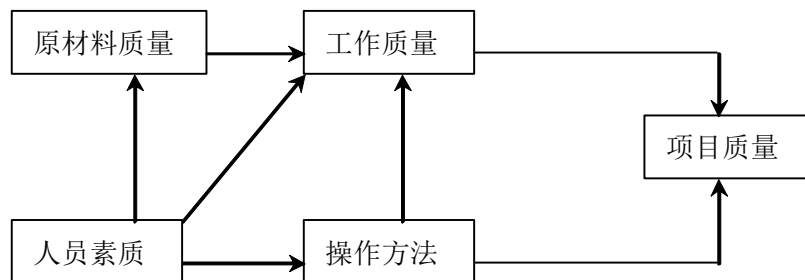 原材料质量
工作质量
项目质量
人员素质
操作方法